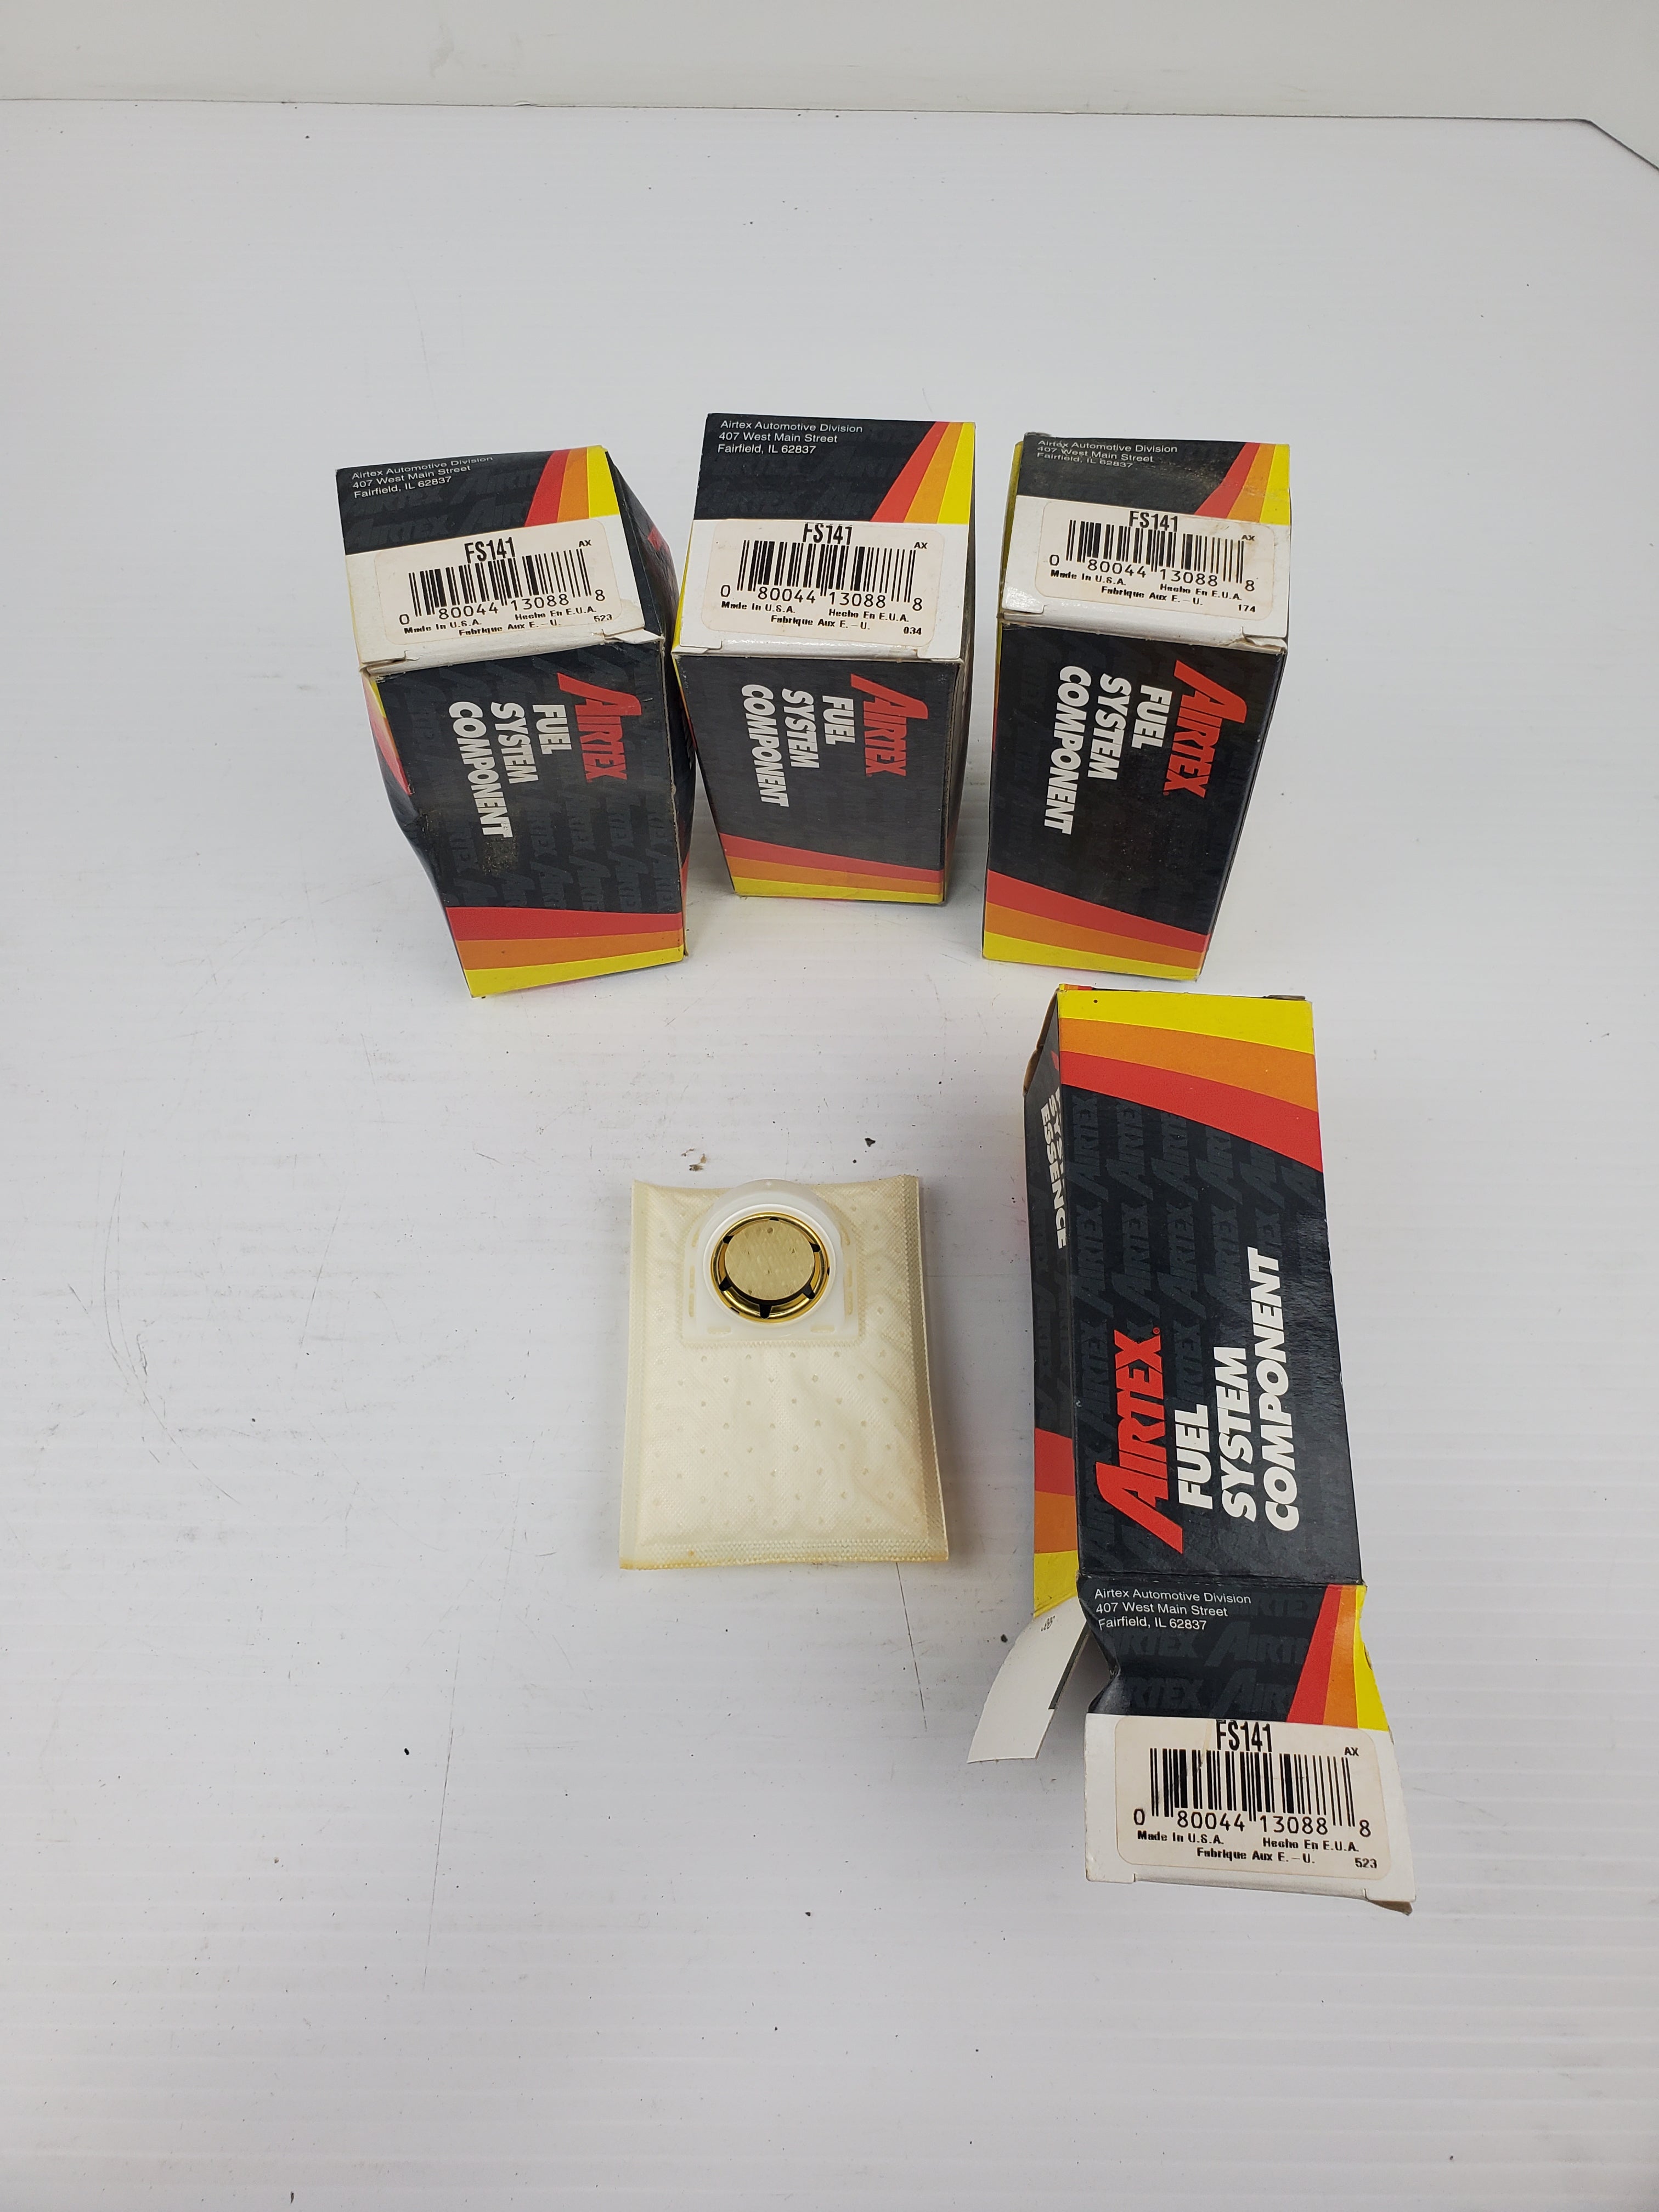 Airtex Automotive Division
407 West Main Street
Fairfield, IL 62837
FS141
AX
0 80044 13088 8
Made In U.S.A. Hecho En E.U.A.
Fabrique Aux E.-U. 523
AIRTEX
FUEL
SYSTEM
COMPONENT
Airtex Automotive Division
407 West Main Street
Fairfield, IL 62837
FS141
AX
0 80044 13088 8
Made In U.S.A. Hecho En E.U.A.
Fabrique Aux E.-U. 034
AIRTEX
FUEL
SYSTEM
COMPONENT
Airtex Automotive Division
407 West Main Street
Fairfield, IL 62837
FS141
AX
0 80044 13088 8
Made In U.S.A. Hecho En E.U.A.
Fabrique Aux E.-U. 174
AIRTEX
FUEL
SYSTEM
COMPONENT
ESSENCE
AIRTEX®
FUEL
SYSTEM
COMPONENT
Airtex Automotive Division
407 West Main Street
Fairfield, IL 62837
FS141
AX
0 80044 13088 8
Made In U.S.A. Hecho En E.U.A.
Fabrique Aux E.-U. 523